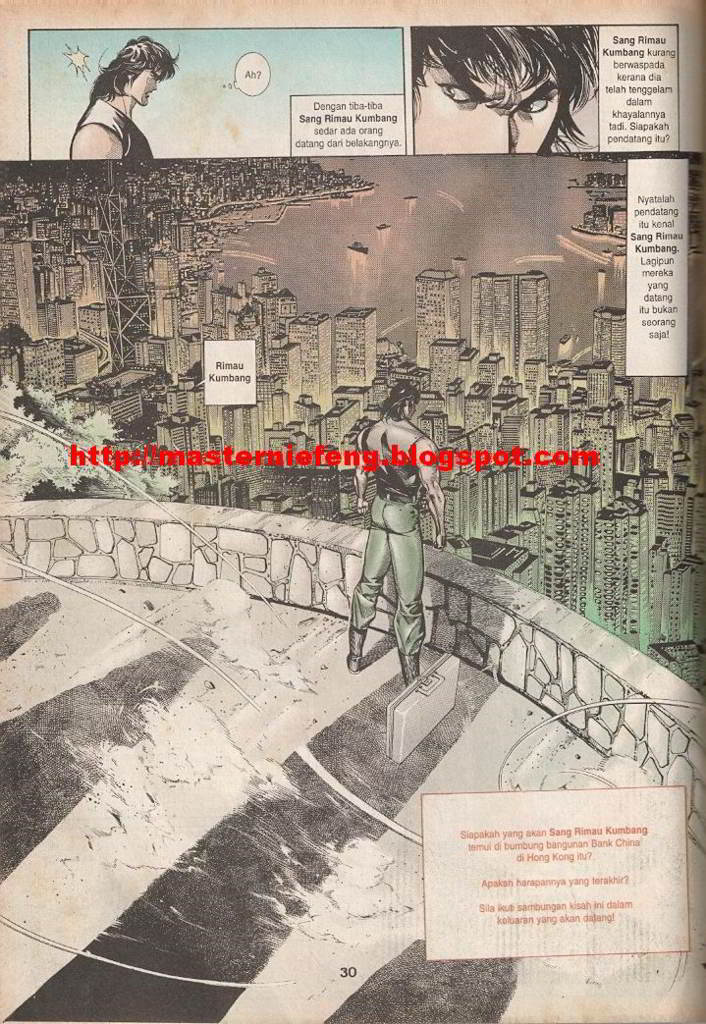 Ah?
Dengan tiba-tiba
Sang Rimau Kumbang
sedar ada orang
datang dari belakangnya.
Sang Rimau
Kumbang kurang
berwaspada
kerana dia
telah tenggelam
dalam
khayalannya
tadi. Siapakah
pendatang itu?
Nyatalah
pendatang
itu kenal
Sang Rimau
Kumbang.
Lagipun
mereka
yang
datang
itu bukan
seorang
saja!
Rimau
Kumbang
http://masterniefeng.blogspot.com/
Siapakah yang akan Sang Rimau Kumbang
temui di bumbung bangunan Bank China
di Hong Kong itu?
Apakah harapannya yang terakhir?
Sila ikuti sambungan kisah ini dalam
keluaran yang akan datang!
30